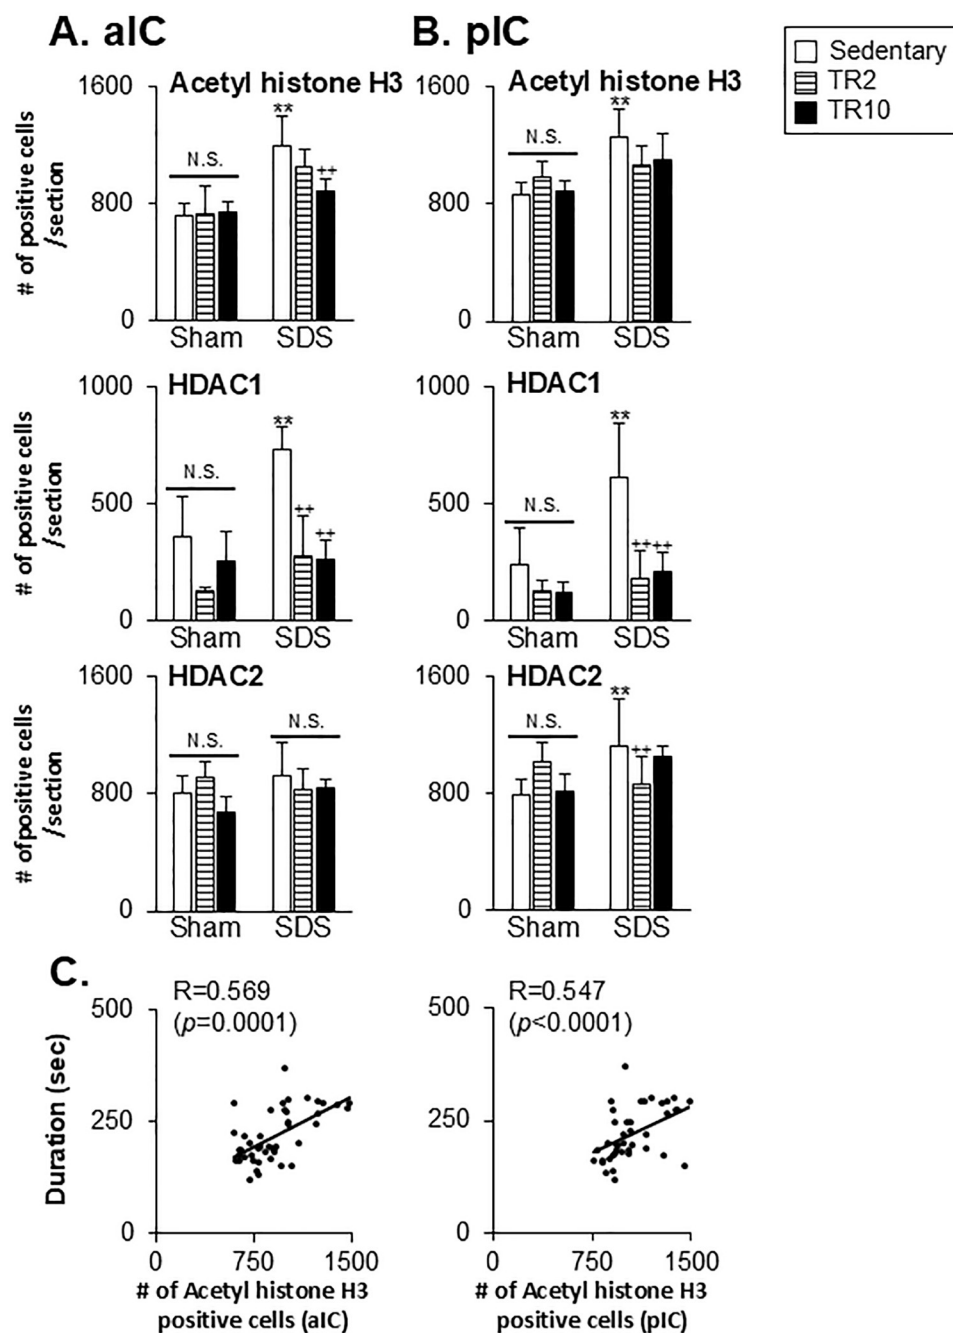 A. aIC
B. pIC
Sedentary
TR2
TR10
Acetyl histone H3
# of positive cells
/section
1600
800
0
N.S.
**
++
Sham
SDS
Acetyl histone H3
1600
800
0
N.S.
**
Sham
SDS
HDAC1
# of positive cells
/section
1000
500
0
N.S.
**
++
++
Sham
SDS
HDAC1
1000
500
0
N.S.
**
++
++
Sham
SDS
HDAC2
# ofpositive cells
/section
1600
800
0
N.S.
N.S.
Sham
SDS
HDAC2
1600
800
0
N.S.
**
++
Sham
SDS
C.
R=0.569
(p=0.0001)
Duration (sec)
500
250
0
0
750
1500
# of Acetyl histone H3
positive cells (aIC)
R=0.547
(p<0.0001)
500
250
0
0
750
1500
# of Acetyl histone H3
positive cells (pIC)